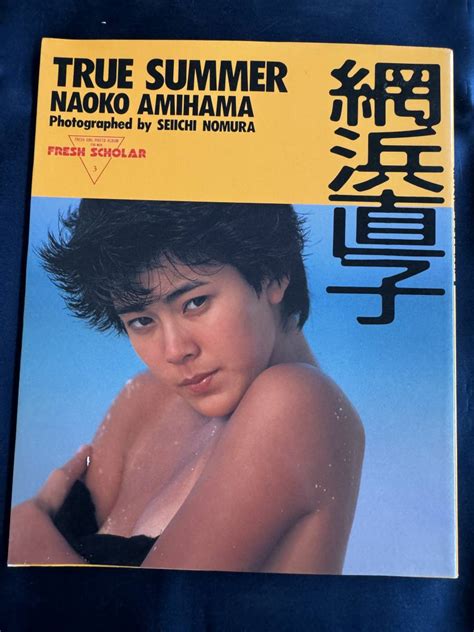 TRUE SUMMER
NAOKO AMIHAMA
Photographed by SEIICHI NOMURA
FRESH SCHOLAR
3
網浜直子